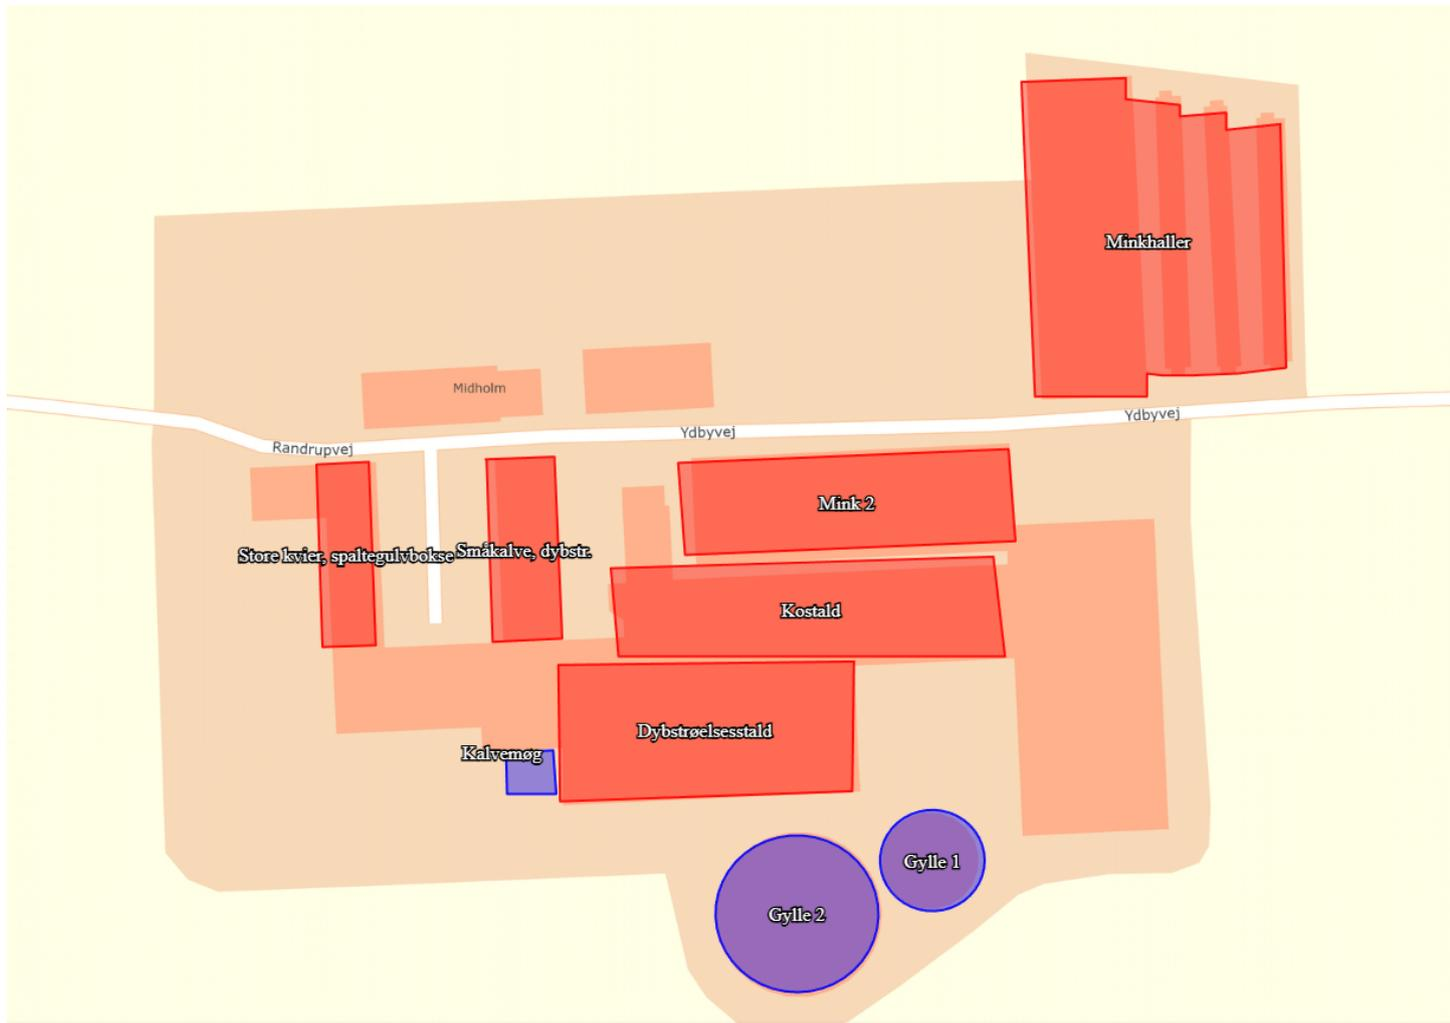 Minkhaller
Midholm
Ydbyvej
Ydbyvej
Randrupvej
Mink 2
Store kvier, spaltegulvbokse
Småkalve, dybstr.
Kostald
Dybstrøelsesstald
Kalvemøg
Gylle 1
Gylle 2